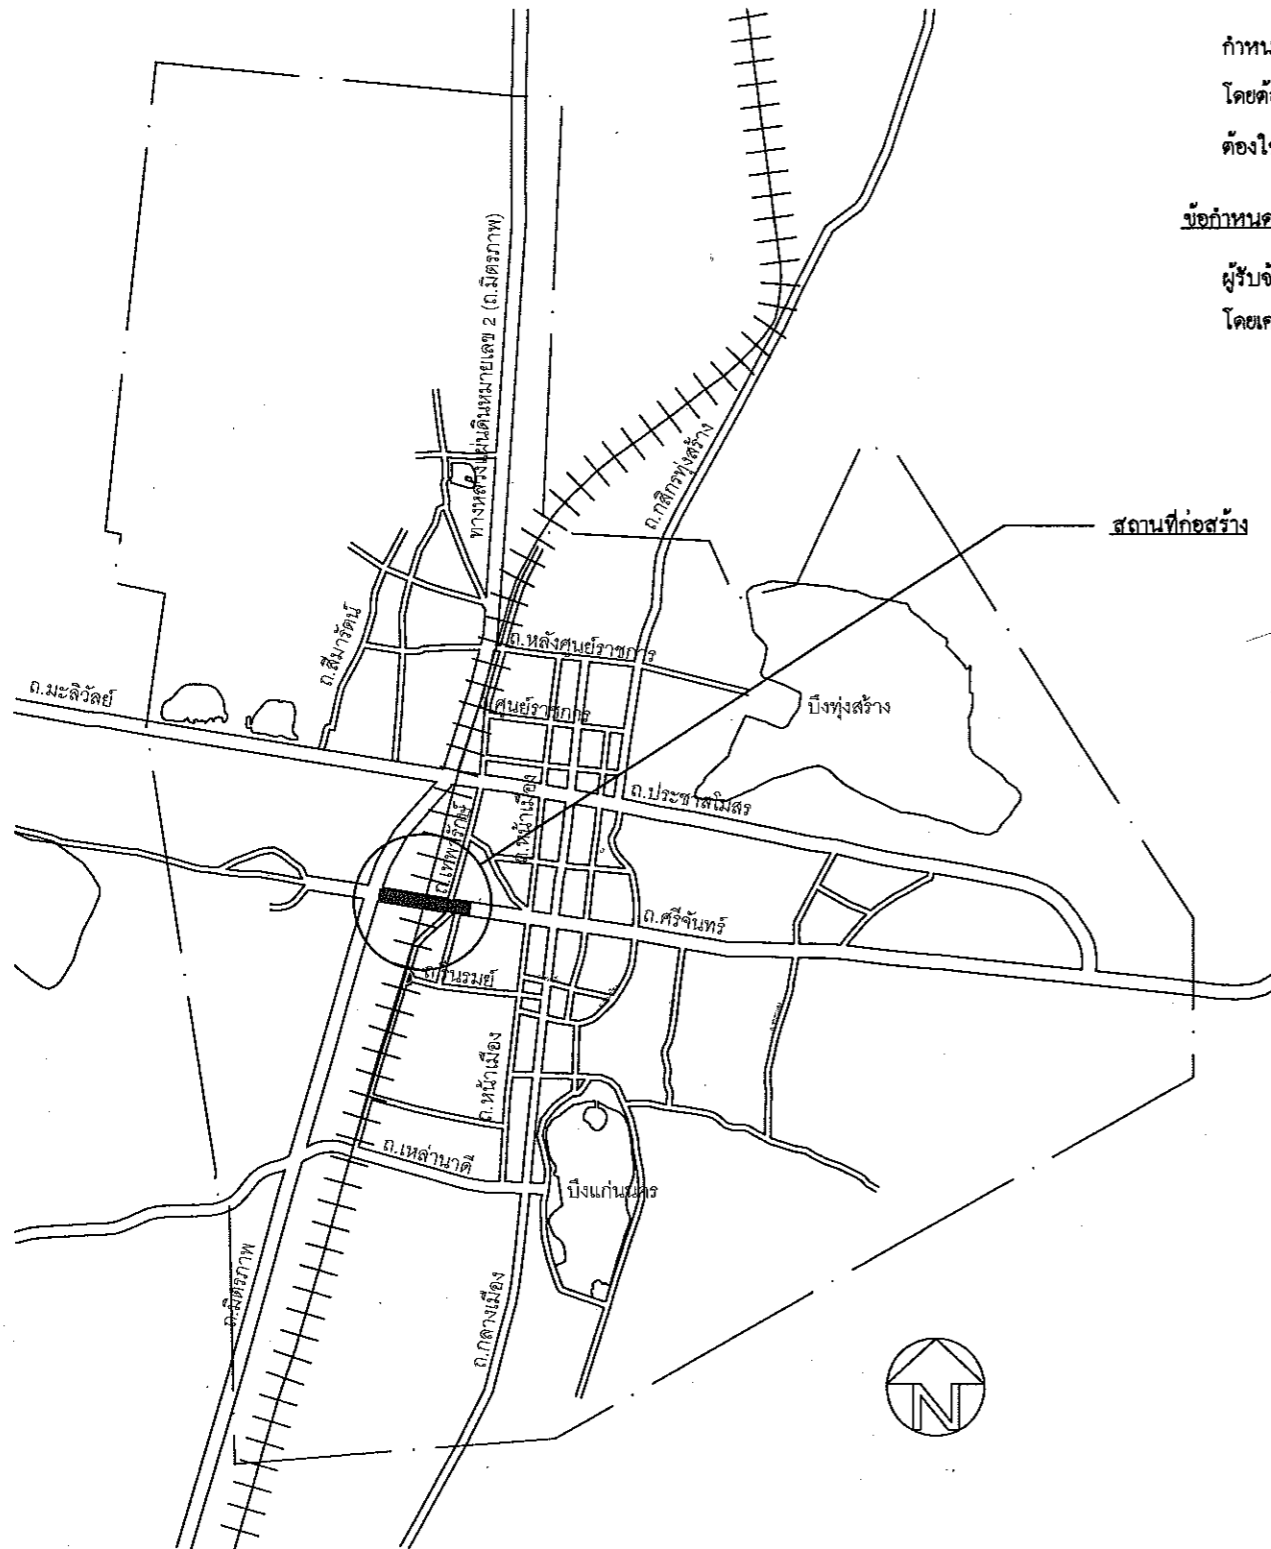 กำหน
โดยต้
ต้องใ
ข้อกำหนด
ผู้รับจ้
โดยเค
ทางหลวงแผ่นดินหมายเลข 2 (ถ.มิตรภาพ)
ถ.กสิกรทุ่งสร้าง
สถานที่ก่อสร้าง
ถ.สีมารัตน์
ถ.หลังศูนย์ราชการ
ถ.มะลิวัลย์
ศูนย์ราชการ
บึงทุ่งสร้าง
ถ.ประชาสโมสร
ถ.เทพารักษ์
ถ.หน้าเมือง
ถ.ศรีจันทร์
ถ.รื่นรมย์
ถ.หน้าเมือง
ถ.เหล่านาดี
บึงแก่นนคร
ถ.มิตรภาพ
ถ.กลางเมือง
N